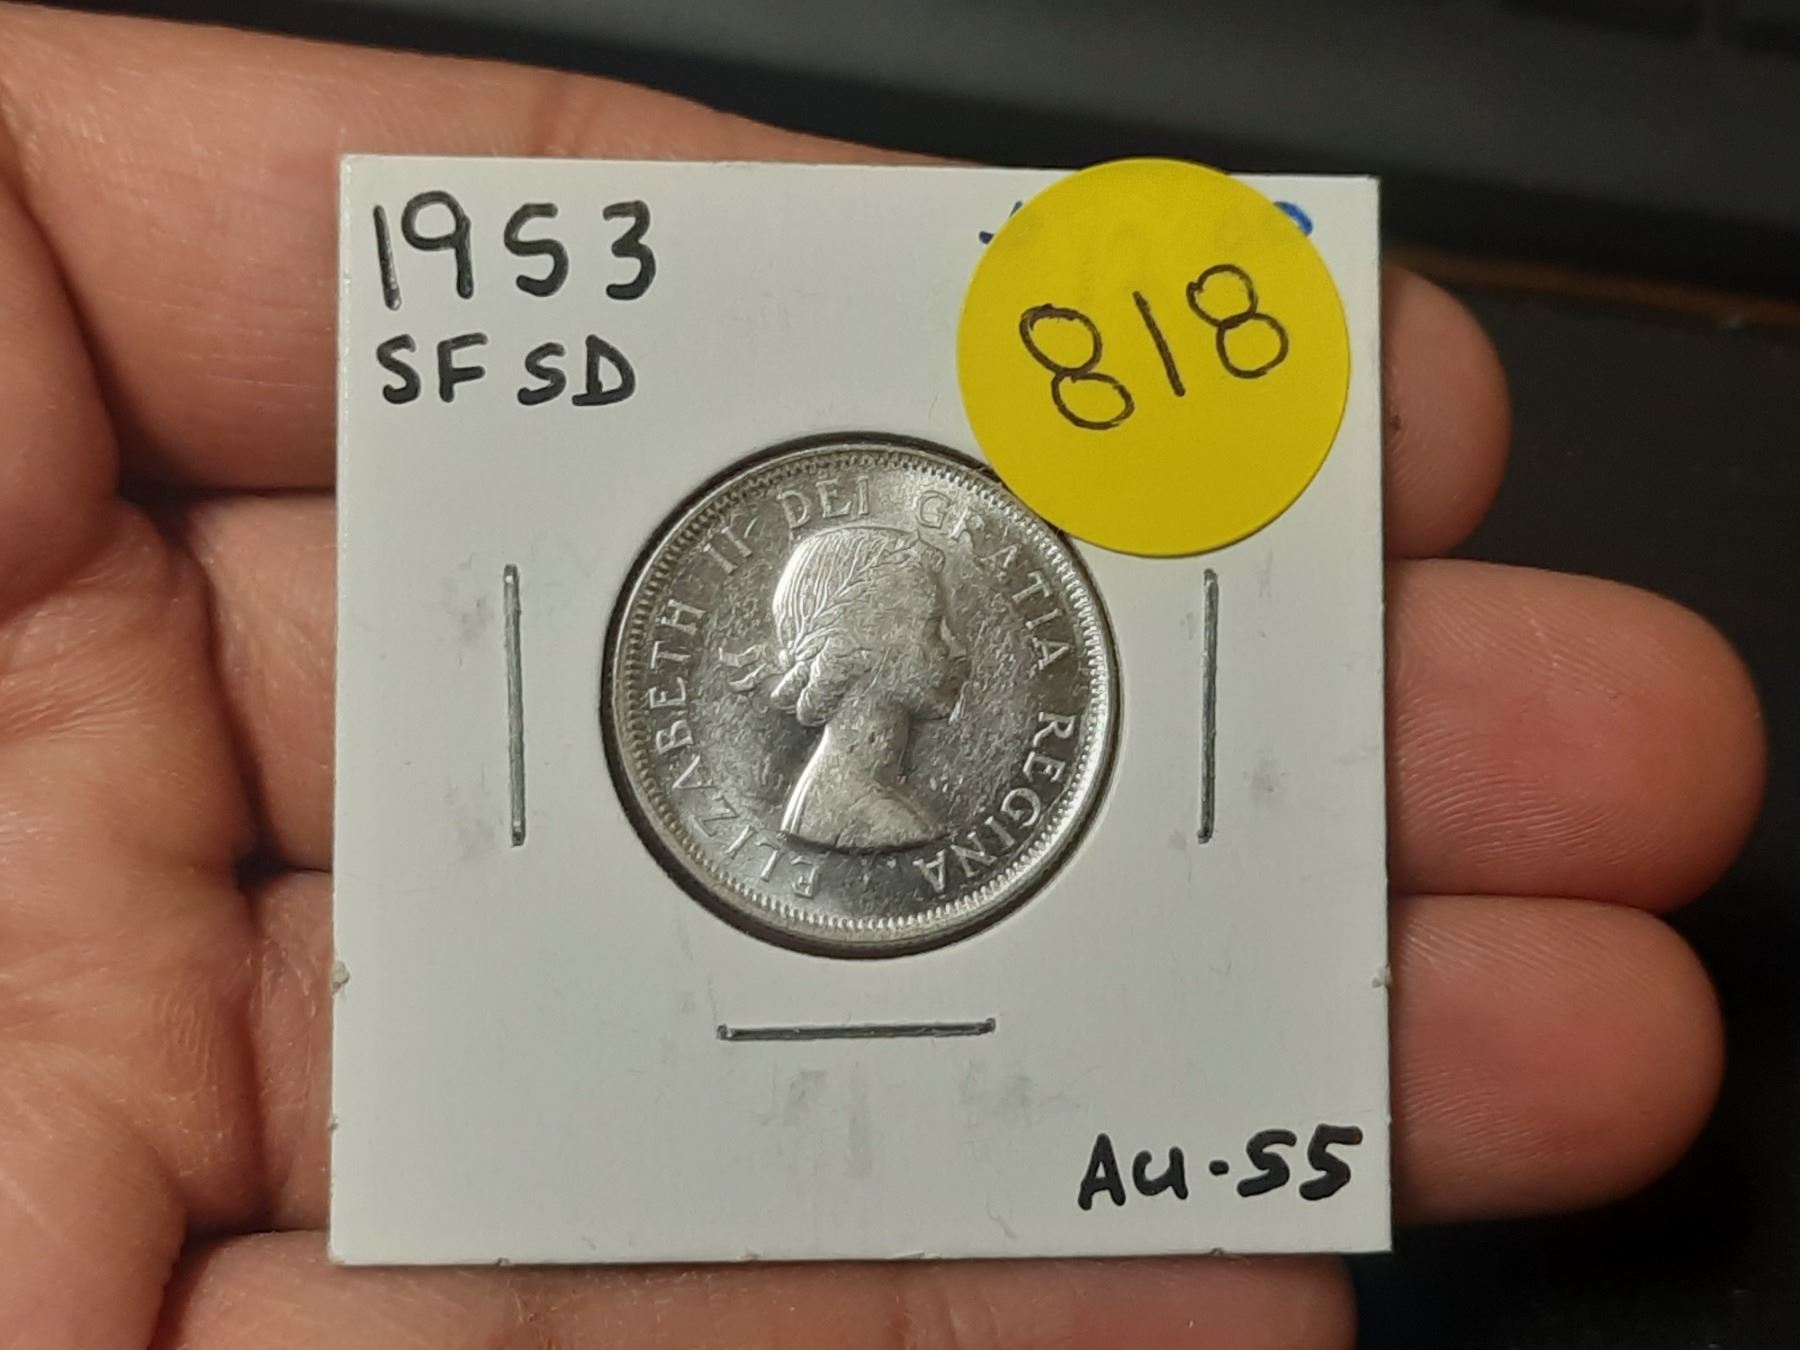 1953
SF SD
818
ELIZABETH II DEI GRATIA REGINA
AU-55